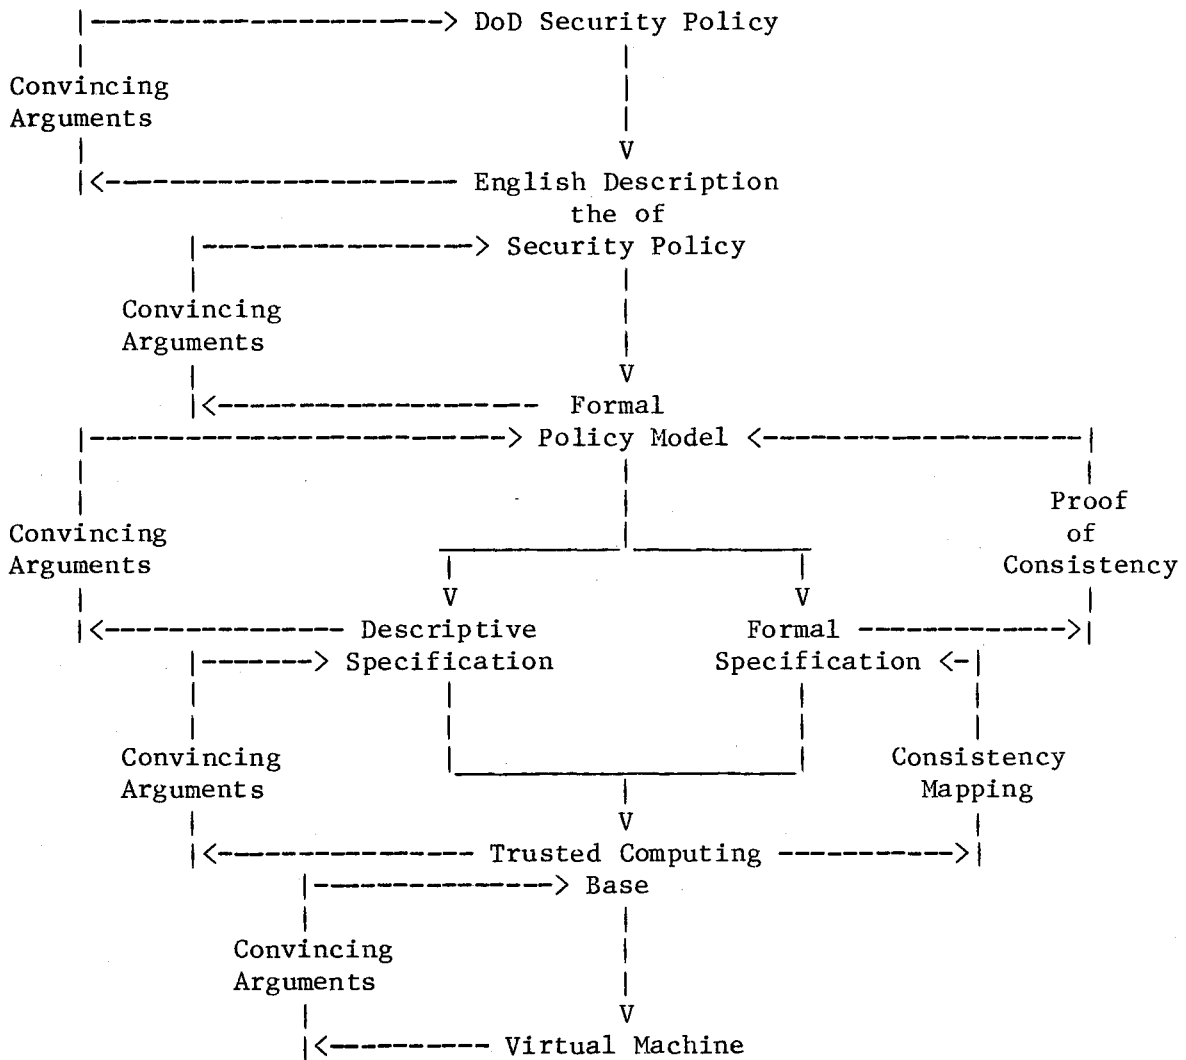 DoD Security Policy
Convincing
Arguments
English Description
the of
Security Policy
Convincing
Arguments
Formal
Policy Model
Proof
of
Consistency
Convincing
Arguments
Descriptive
Specification
Formal
Specification
Convincing
Arguments
Consistency
Mapping
Trusted Computing
Base
Convincing
Arguments
Virtual Machine